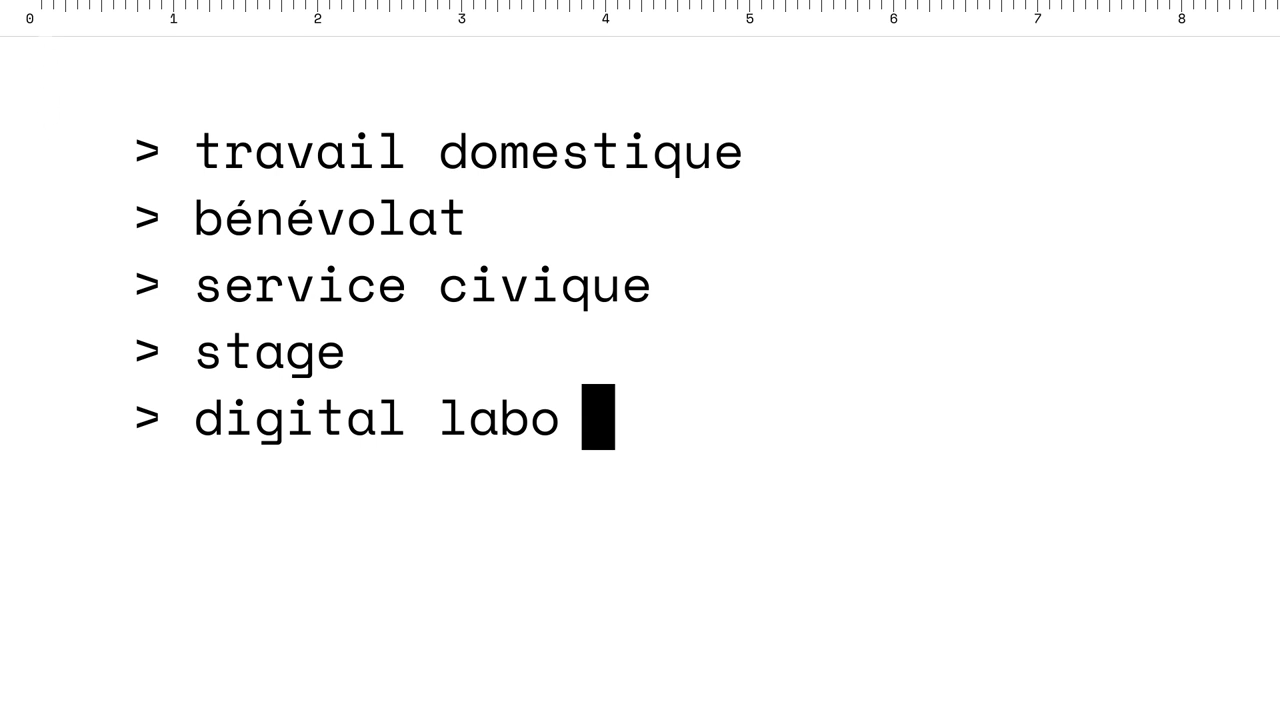 0 1 2 3 4 5 6 7 8
> travail domestique
> bénévolat
> service civique
> stage
> digital labo